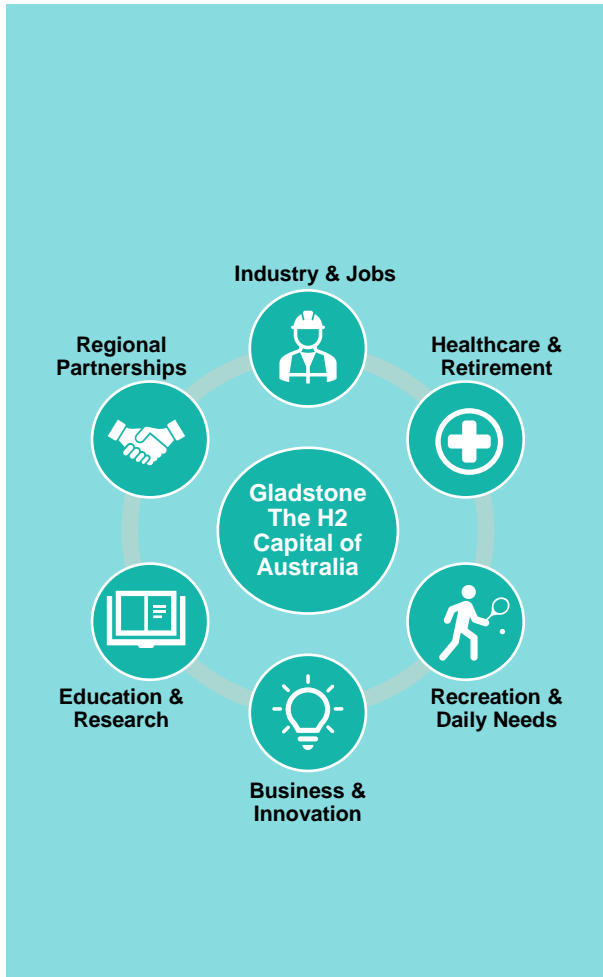 Industry & Jobs
Regional
Partnerships
Healthcare &
Retirement
Gladstone
The H2
Capital of
Australia
Education &
Research
Recreation &
Daily Needs
Business &
Innovation